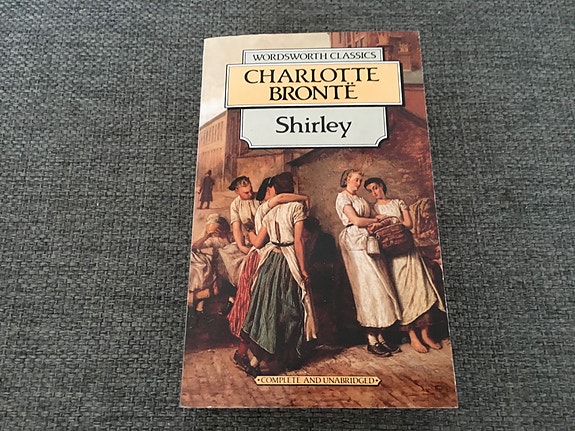 WORDSWORTH CLASSICS
CHARLOTTE
BRONTË
Shirley
COMPLETE AND UNABRIDGED